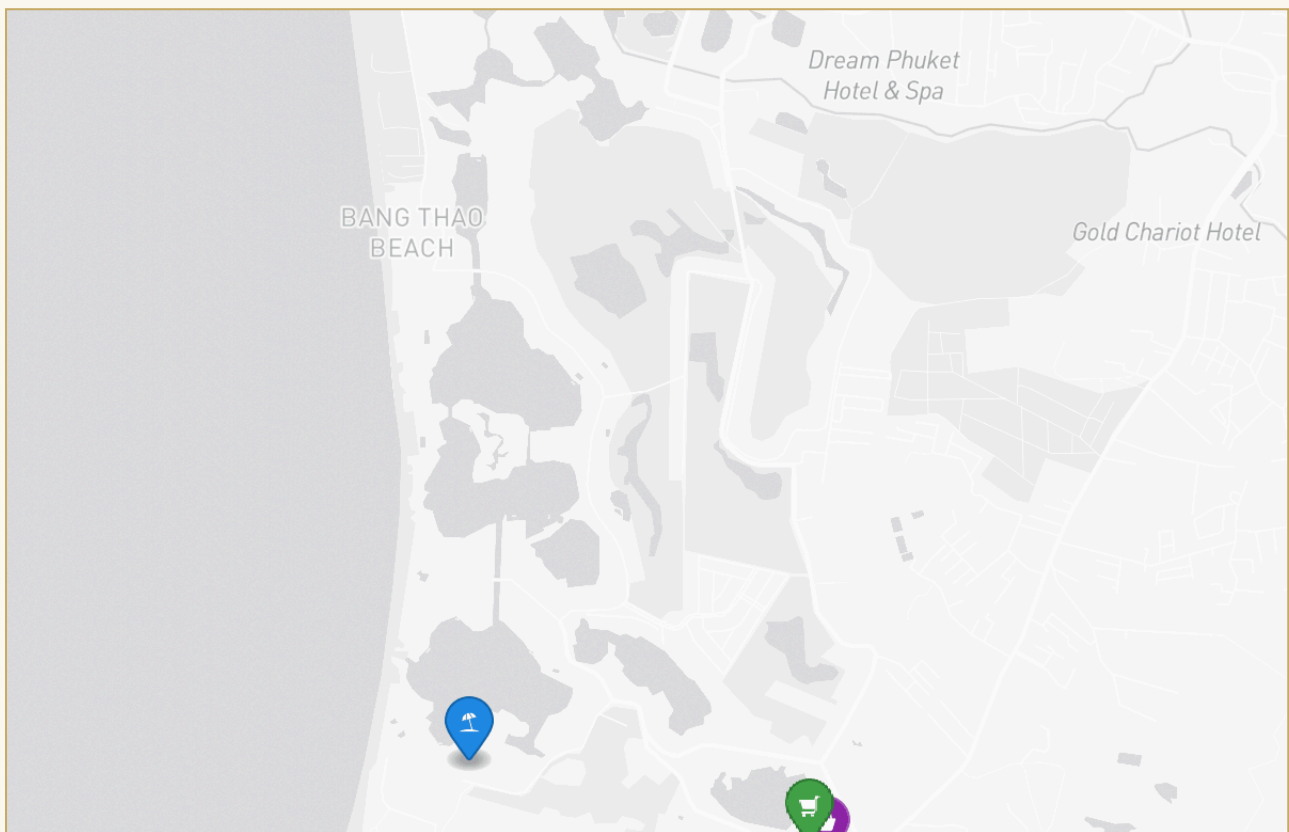 Dream Phuket
Hotel & Spa
BANG THAO
BEACH
Gold Chariot Hotel